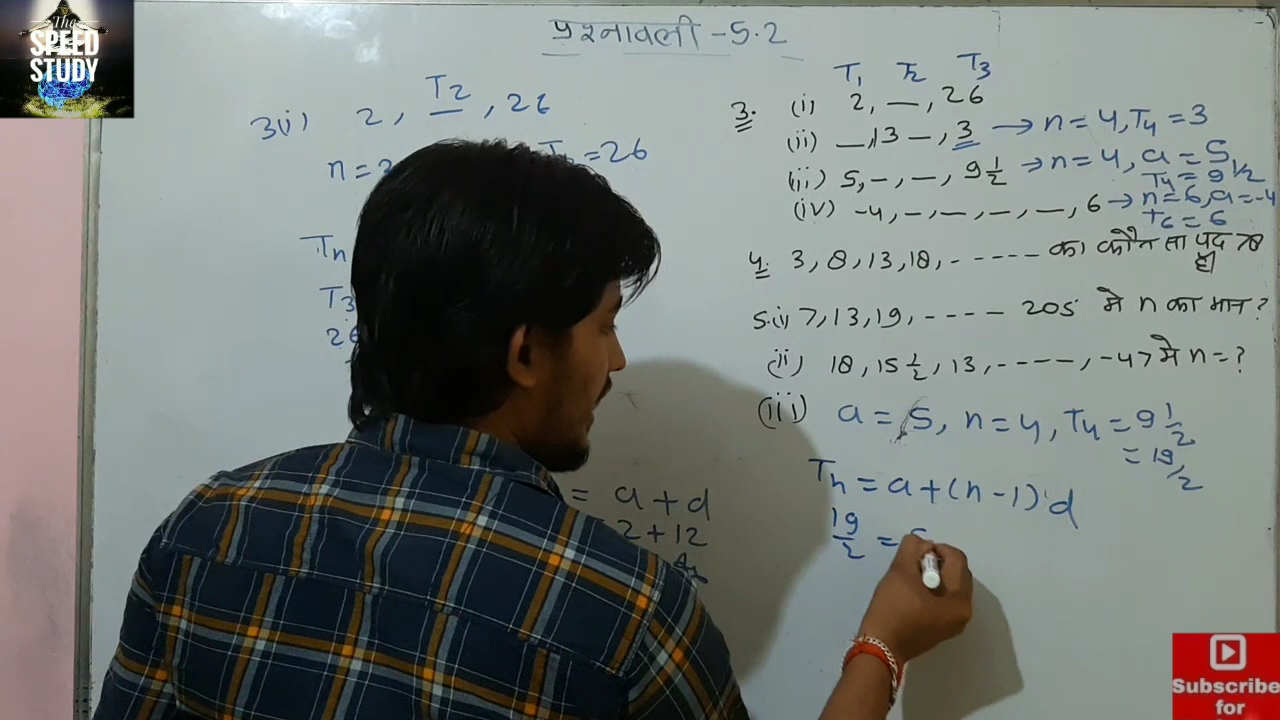 The
SPEED
STUDY
प्रश्नावली -5.2
3(i) 2, T2, 26
n=
=26
Tn
T3
26
= a+d
2+12
T1 T2 T3
3. (i) 2, —, 26
(ii) —, 13 —, 3 → n=4, T4=3
(iii) 5, —, —, 9 1/2 → n=4, a=5
T4=9 1/2
(iv) -4, —, —, —, —, 6 → n=6, a=-4
T6=6
4. 3, 8, 13, 18, ----- का कौन सा पद 78
है
5.(i) 7, 13, 19, ---- 205 मे n का मान ?
(ii) 18, 15 1/2, 13, ----, -47 मे n=?
(iii) a=5, n=4, T4=9 1/2
= 19/2
Tn = a+(n-1)d
19/2 =
Subscribe
for